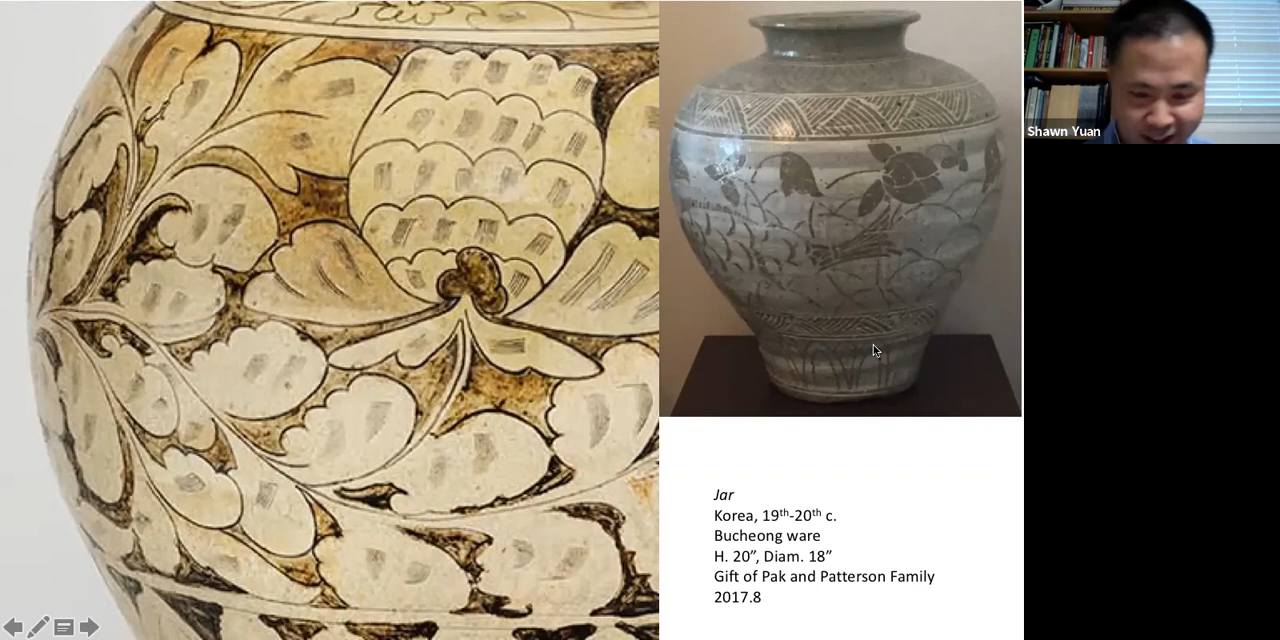 Shawn Yuan
Jar
Korea, 19th-20th c.
Bucheong ware
H. 20”, Diam. 18”
Gift of Pak and Patterson Family
2017.8